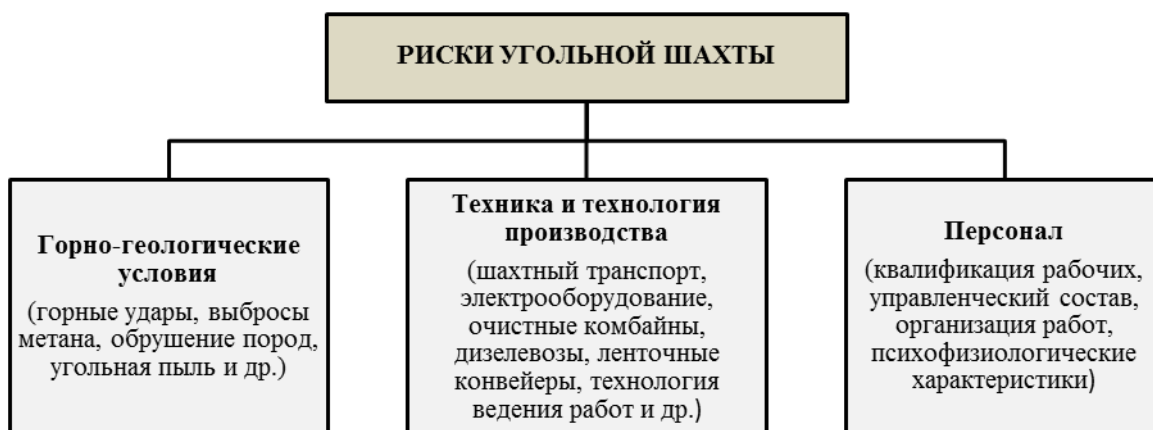 РИСКИ УГОЛЬНОЙ ШАХТЫ
Горно-геологические
условия
(горные удары, выбросы
метана, обрушение пород,
угольная пыль и др.)
Техника и технология
производства
(шахтный транспорт,
электрооборудование,
очистные комбайны,
дизелевозы, ленточные
конвейеры, технология
ведения работ и др.)
Персонал
(квалификация рабочих,
управленческий состав,
организация работ,
психофизиологические
характеристики)